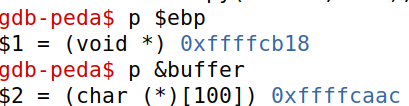 gdb-peda$ p $ebp
$1 = (void *) 0xffffcb18
gdb-peda$ p &buffer
$2 = (char (*)[100]) 0xffffcaac